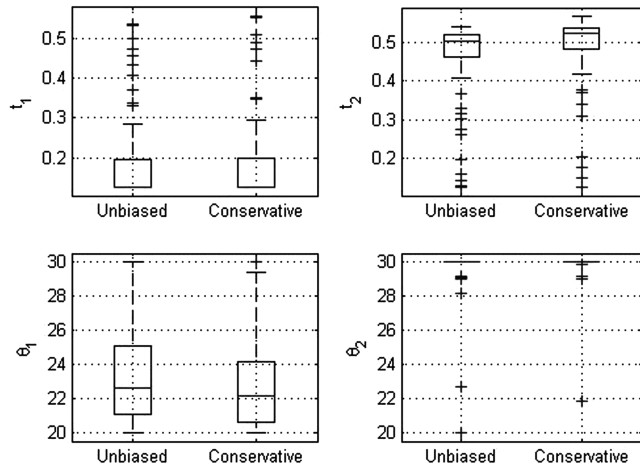 t1
0.5
0.4
0.3
0.2
Unbiased Conservative
t2
0.5
0.4
0.3
0.2
Unbiased Conservative
θ1
30
28
26
24
22
20
Unbiased Conservative
θ2
30
28
26
24
22
20
Unbiased Conservative